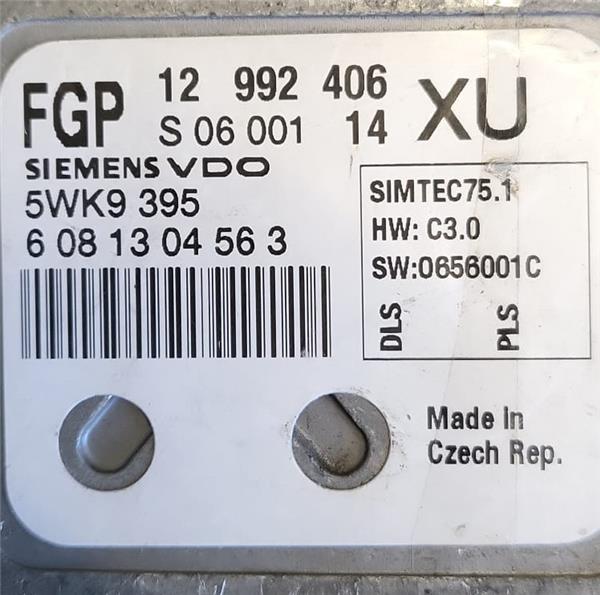 FGP 12 992 406 XU
S 06 001 14
SIEMENS VDO
5WK9 395
6 08 13 04 56 3
SIMTEC75.1
HW: C3.0
SW:0656001C
DLS
PLS
Made In
Czech Rep.